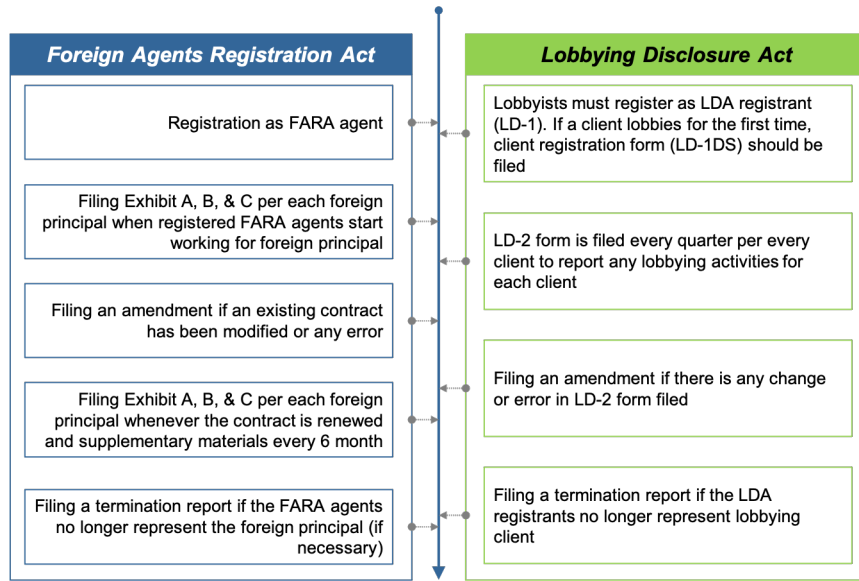 Foreign Agents Registration Act
Registration as FARA agent
Filing Exhibit A, B, & C per each foreign
principal when registered FARA agents start
working for foreign principal
Filing an amendment if an existing contract
has been modified or any error
Filing Exhibit A, B, & C per each foreign
principal whenever the contract is renewed
and supplementary materials every 6 month
Filing a termination report if the FARA agents
no longer represent the foreign principal (if
necessary)
Lobbying Disclosure Act
Lobbyists must register as LDA registrant
(LD-1). If a client lobbies for the first time,
client registration form (LD-1DS) should be
filed
LD-2 form is filed every quarter per every
client to report any lobbying activities for
each client
Filing an amendment if there is any change
or error in LD-2 form filed
Filing a termination report if the LDA
registrants no longer represent lobbying
client